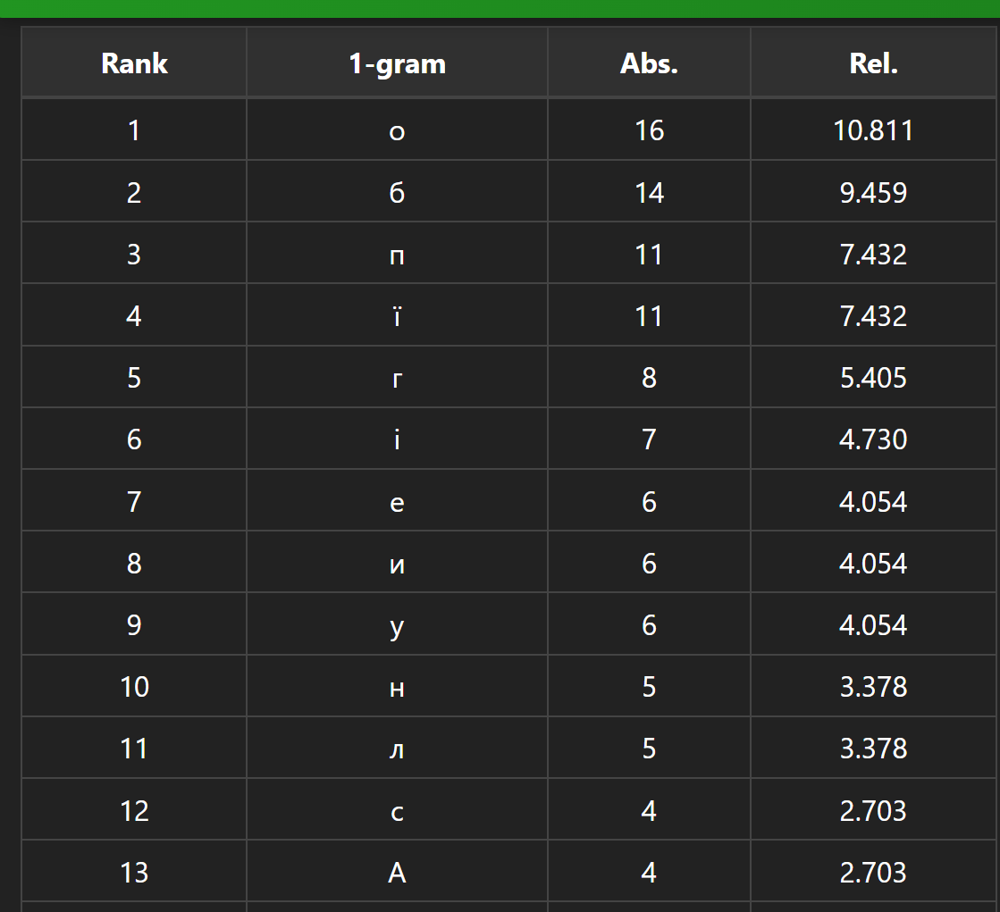 Rank 1-gram Abs. Rel.
1 о 16 10.811
2 б 14 9.459
3 п 11 7.432
4 ї 11 7.432
5 г 8 5.405
6 і 7 4.730
7 е 6 4.054
8 и 6 4.054
9 у 6 4.054
10 н 5 3.378
11 л 5 3.378
12 с 4 2.703
13 А 4 2.703